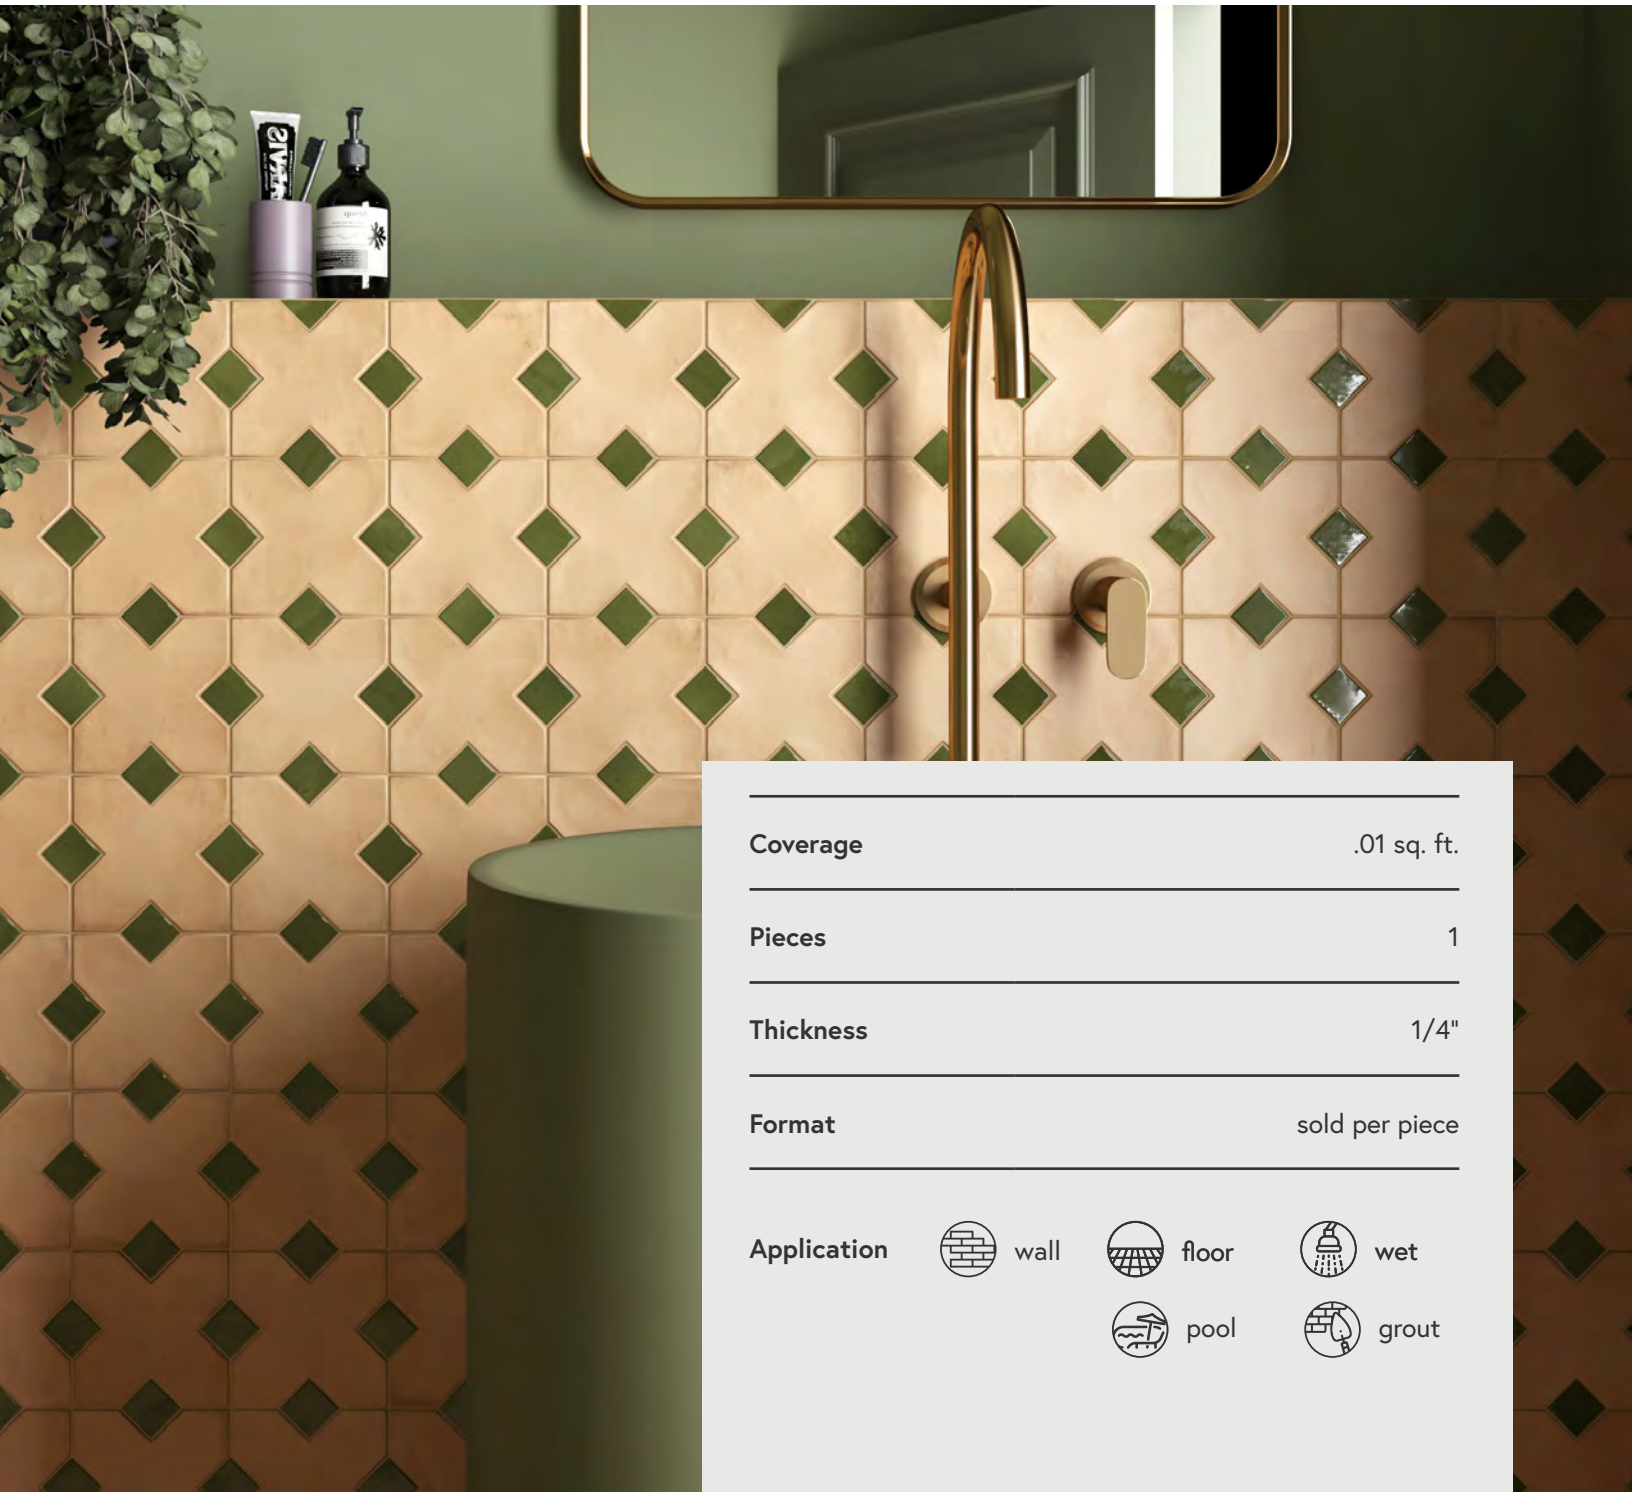 MARVIS
Coverage .01 sq. ft.
Pieces 1
Thickness 1/4"
Format sold per piece
Application wall floor wet
pool grout